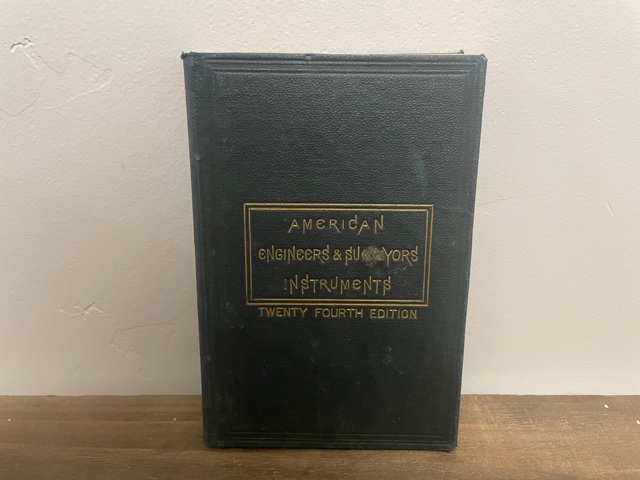 AMERICAN
ENGINEERS & SURVEYORS
INSTRUMENTS
TWENTY FOURTH EDITION